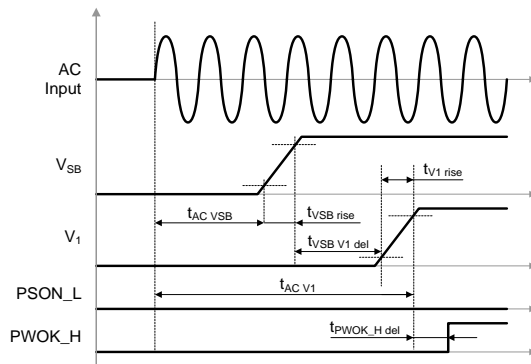 AC
Input
VSB
tV1 rise
tAC VSB
tVSB rise
V1
tVSB V1 del
tAC V1
PSON_L
tPWOK_H del
PWOK_H